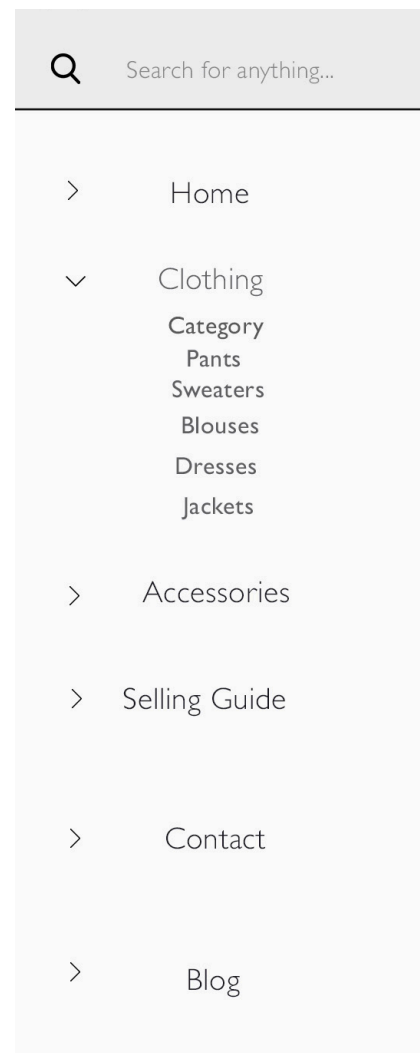 Search for anything...
Home
Clothing
Category
Pants
Sweaters
Blouses
Dresses
Jackets
Accessories
Selling Guide
Contact
Blog